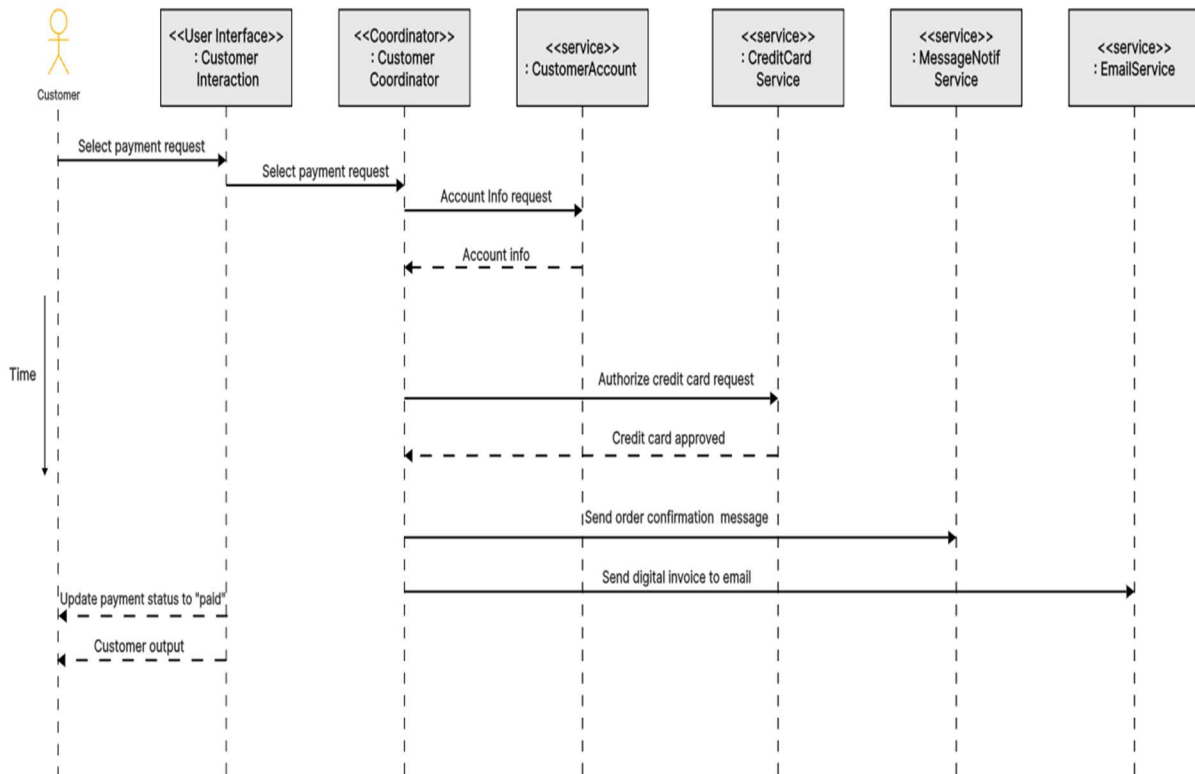 Customer
<<User Interface>>
: Customer
Interaction
<<Coordinator>>
: Customer
Coordinator
<<service>>
: CustomerAccount
<<service>>
: CreditCard
Service
<<service>>
: MessageNotif
Service
<<service>>
: EmailService
Select payment request
Select payment request
Account Info request
Account info
Time
Authorize credit card request
Credit card approved
Send order confirmation message
Send digital invoice to email
Update payment status to "paid"
Customer output